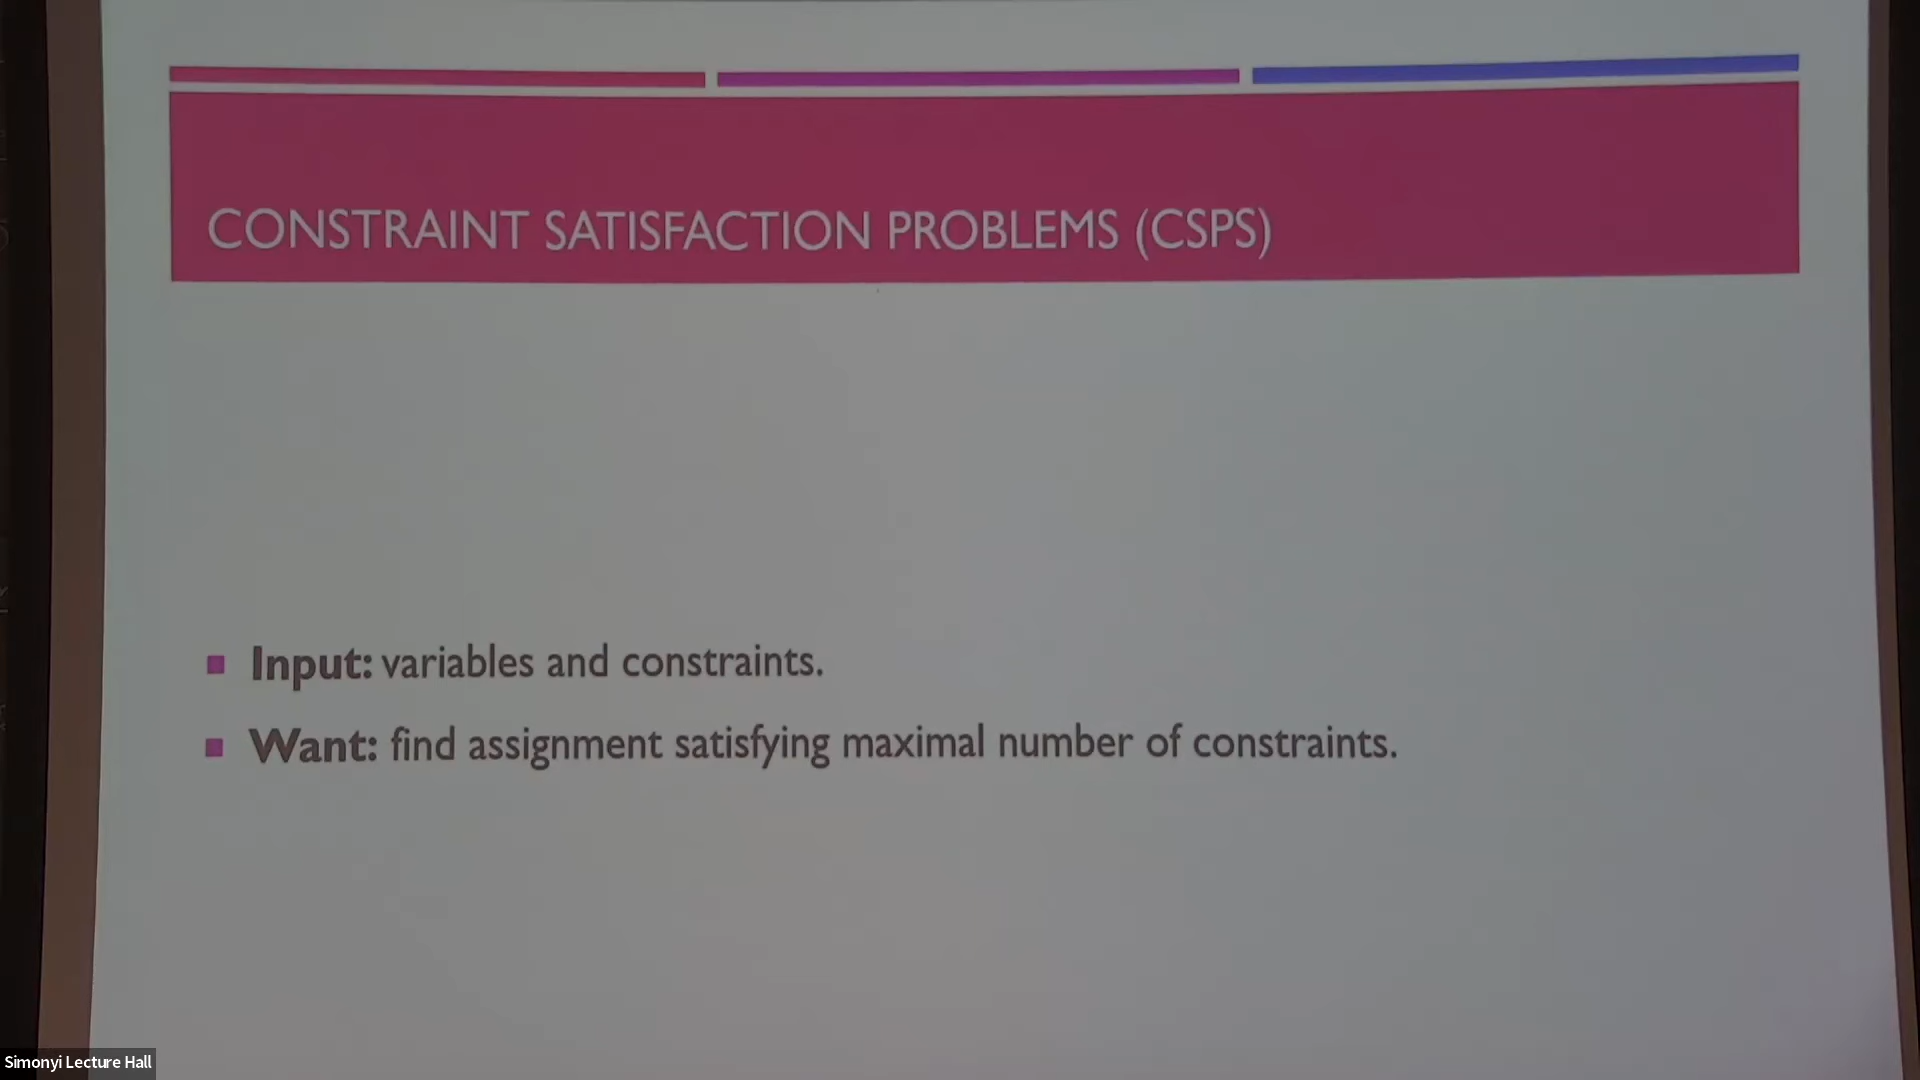 CONSTRAINT SATISFACTION PROBLEMS (CSPS)
Input: variables and constraints.
Want: find assignment satisfying maximal number of constraints.
Simonyi Lecture Hall